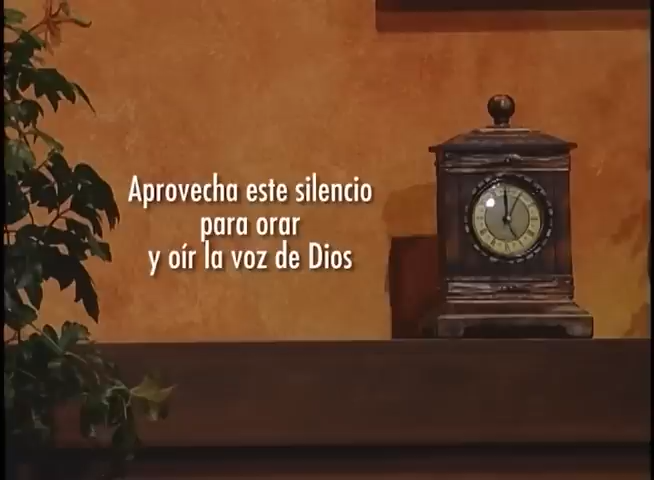 Aprovecha este silencio
para orar
y oír la voz de Dios